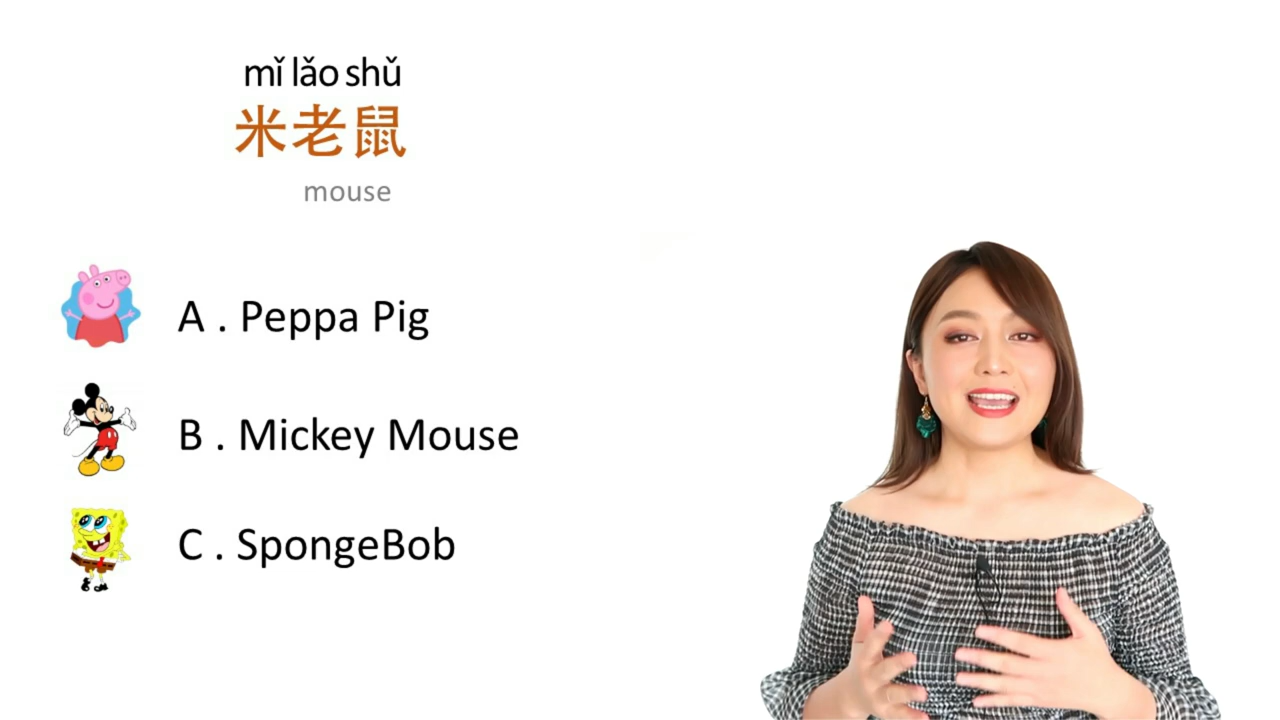 mǐ lǎo shǔ
米老鼠
mouse
A . Peppa Pig
B . Mickey Mouse
C . SpongeBob